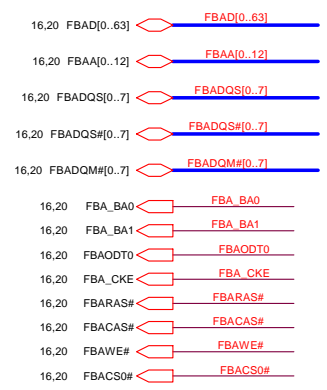 16,20 FBAD[0..63] FBAD[0..63]
16,20 FBAA[0..12] FBAA[0..12]
16,20 FBADQS[0..7] FBADQS[0..7]
16,20 FBADQS#[0..7] FBADQS#[0..7]
16,20 FBADQM#[0..7] FBADQM#[0..7]
16,20 FBA_BA0 FBA_BA0
16,20 FBA_BA1 FBA_BA1
16,20 FBAODT0 FBAODT0
16,20 FBA_CKE FBA_CKE
16,20 FBARAS# FBARAS#
16,20 FBACAS# FBACAS#
16,20 FBAWE# FBAWE#
16,20 FBACS0# FBACS0#